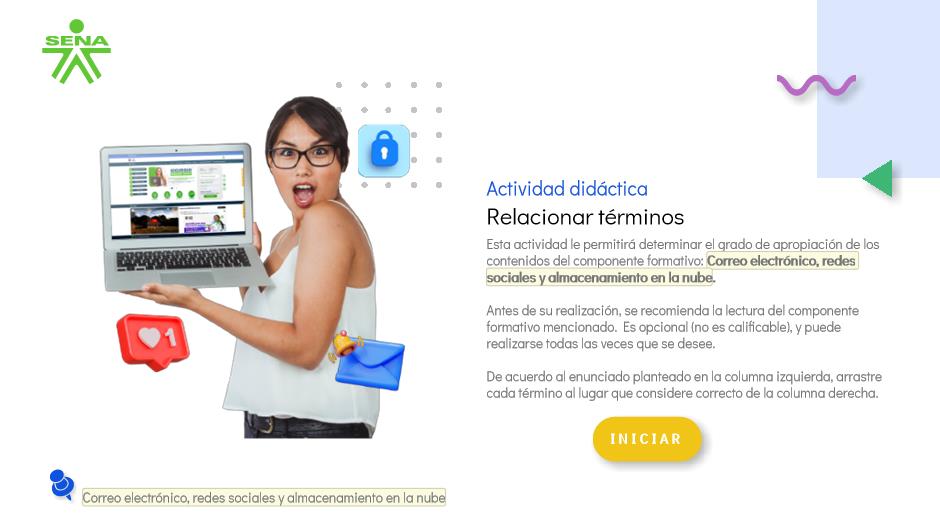 SENA
1
Actividad didáctica
Relacionar términos
Esta actividad le permitirá determinar el grado de apropiación de los
contenidos del componente formativo: Correo electrónico, redes
sociales y almacenamiento en la nube.
Antes de su realización, se recomienda la lectura del componente
formativo mencionado. Es opcional (no es calificable), y puede
realizarse todas las veces que se desee.
De acuerdo al enunciado planteado en la columna izquierda, arrastre
cada término al lugar que considere correcto de la columna derecha.
INICIAR
Correo electrónico, redes sociales y almacenamiento en la nube